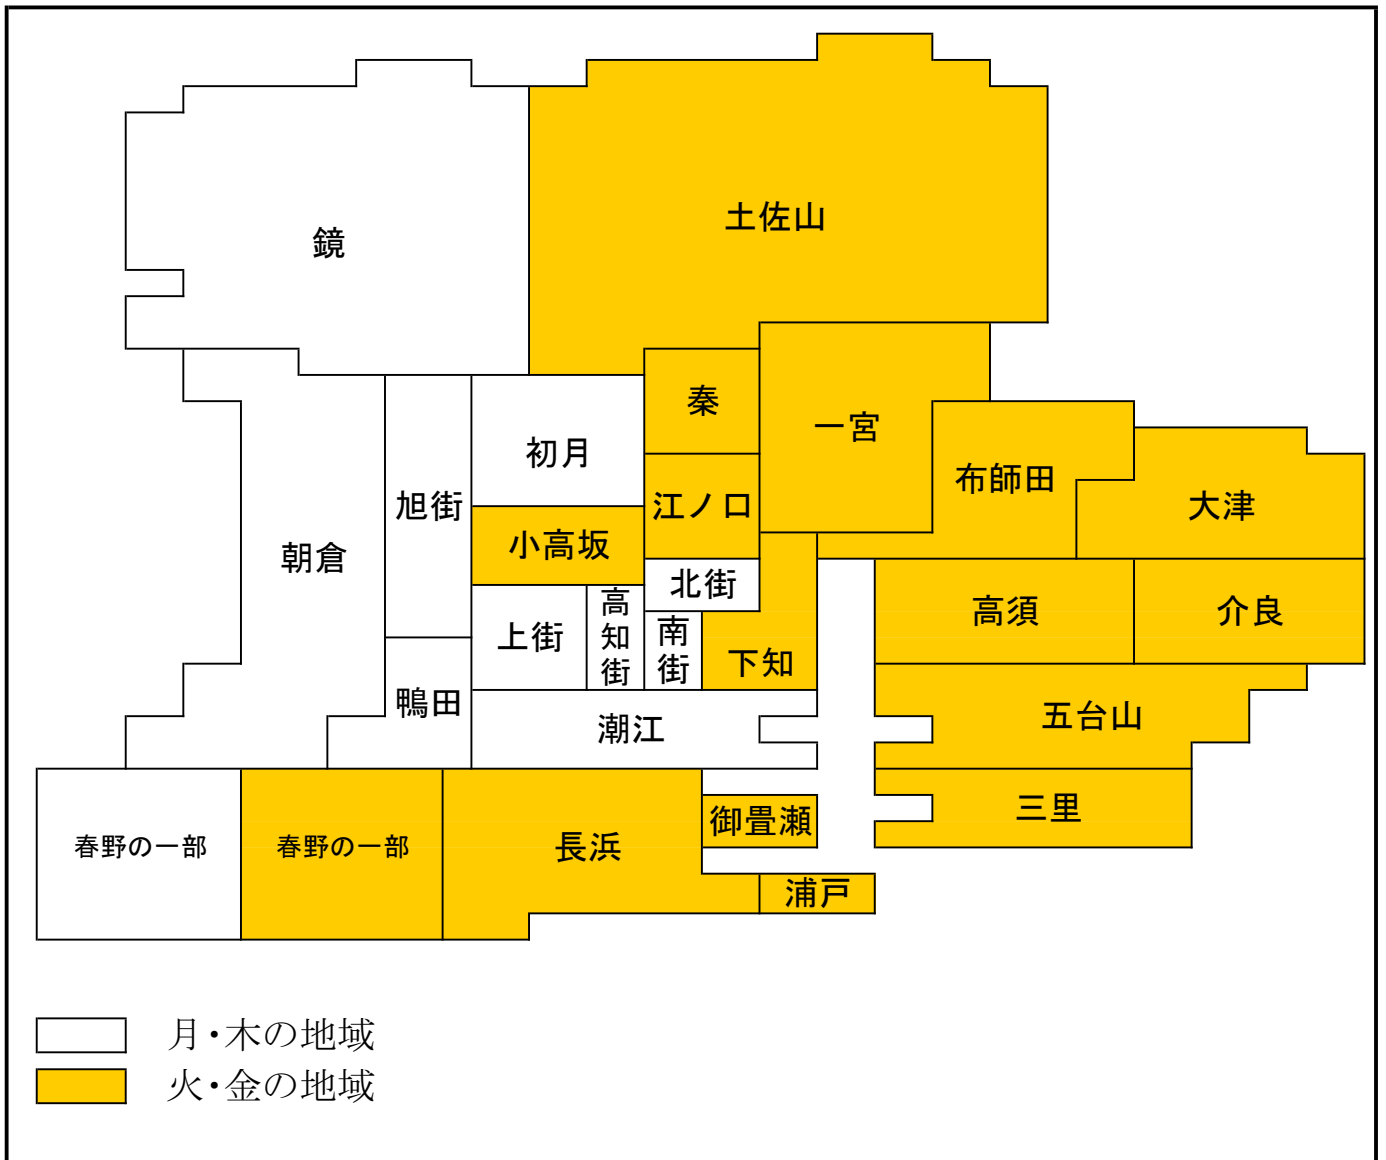 土佐山
鏡
秦
一宮
初月
布師田
旭街
江ノ口
大津
小高坂
朝倉
北街
高知街
高須
介良
上街
南街
下知
鴨田
潮江
五台山
三里
御畳瀬
春野の一部
春野の一部
長浜
浦戸
月・木の地域
火・金の地域